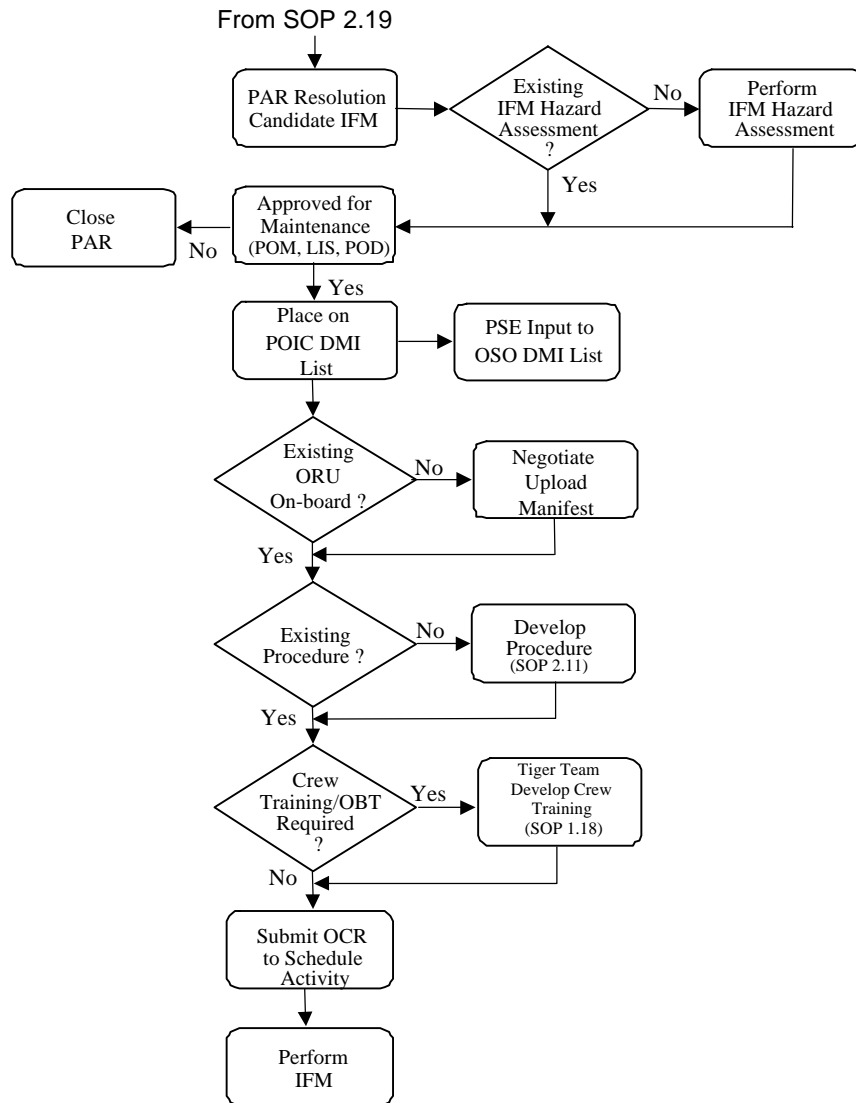 From SOP 2.19
PAR Resolution
Candidate IFM
Existing
IFM Hazard
Assessment
?
No
Perform
IFM Hazard
Assessment
Yes
Close
PAR
No
Approved for
Maintenance
(POM, LIS, POD)
Yes
Place on
POIC DMI
List
PSE Input to
OSO DMI List
Existing
ORU
On-board ?
No
Negotiate
Upload
Manifest
Yes
Existing
Procedure ?
No
Develop
Procedure
(SOP 2.11)
Yes
Crew
Training/OBT
Required
?
Yes
Tiger Team
Develop Crew
Training
(SOP 1.18)
No
Submit OCR
to Schedule
Activity
Perform
IFM